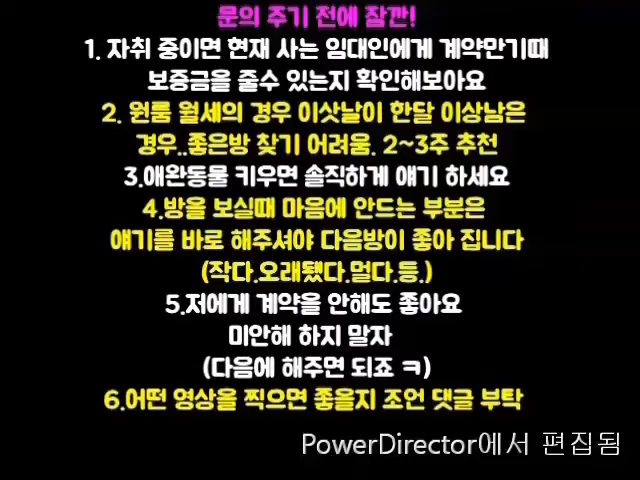 문의 주기 전에 잠깐!
1. 자취 중이면 현재 사는 임대인에게 계약만기때
보증금을 줄수 있는지 확인해보아요
2. 원룸 월세의 경우 이삿날이 한달 이상남은
경우..좋은방 찾기 어려움. 2~3주 추천
3.애완동물 키우면 솔직하게 얘기 하세요
4.방을 보실때 마음에 안드는 부분은
얘기를 바로 해주셔야 다음방이 좋아 집니다
(작다.오래됐다.멀다.등.)
5.저에게 계약을 안해도 좋아요
미안해 하지 말자
(다음에 해주면 되죠 ㅋ)
6.어떤 영상을 찍으면 좋을지 조언 댓글 부탁
PowerDirector에서 편집됨